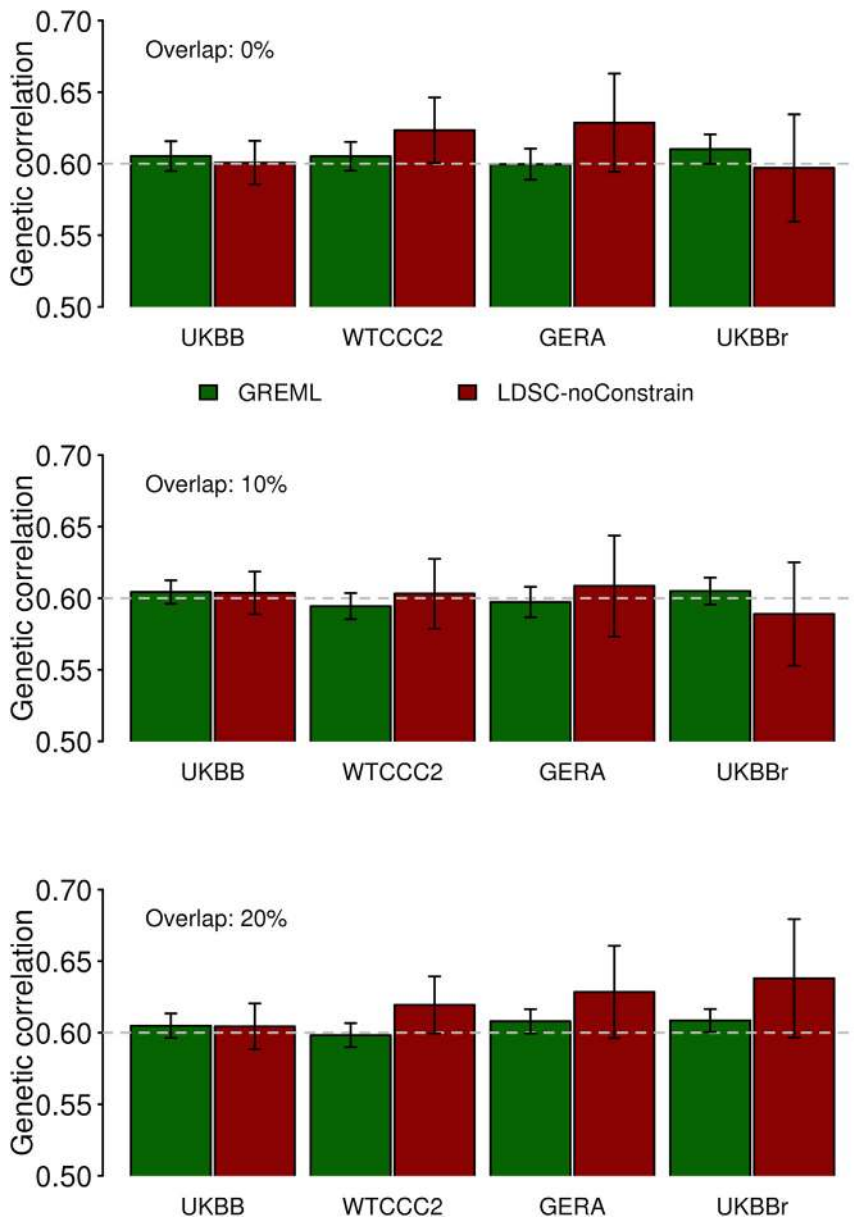 0.70
Overlap: 0%
0.65
0.60
0.55
0.50
Genetic correlation
UKBB WTCCC2 GERA UKBBr
GREML LDSC-noConstrain
0.70
Overlap: 10%
0.65
0.60
0.55
0.50
Genetic correlation
UKBB WTCCC2 GERA UKBBr
0.70
Overlap: 20%
0.65
0.60
0.55
0.50
Genetic correlation
UKBB WTCCC2 GERA UKBBr